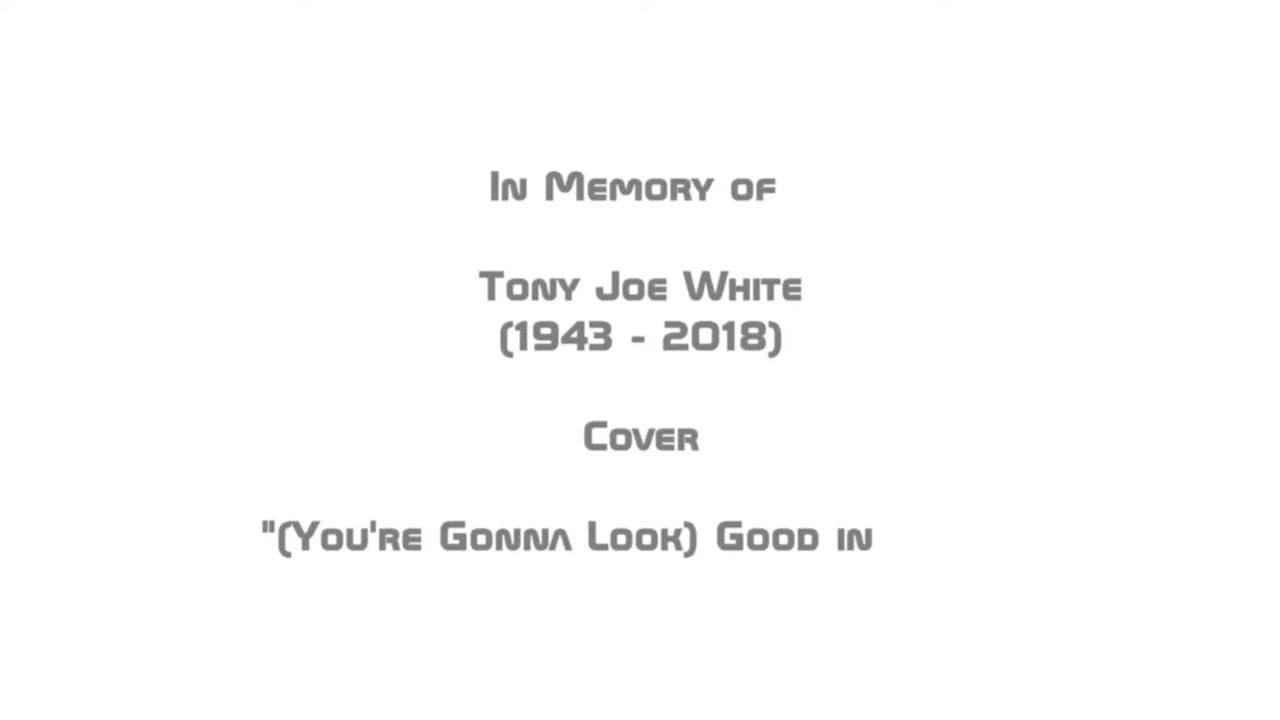 In Memory of
Tony Joe White
(1943 - 2018)
Cover
"(You're Gonna Look) Good in